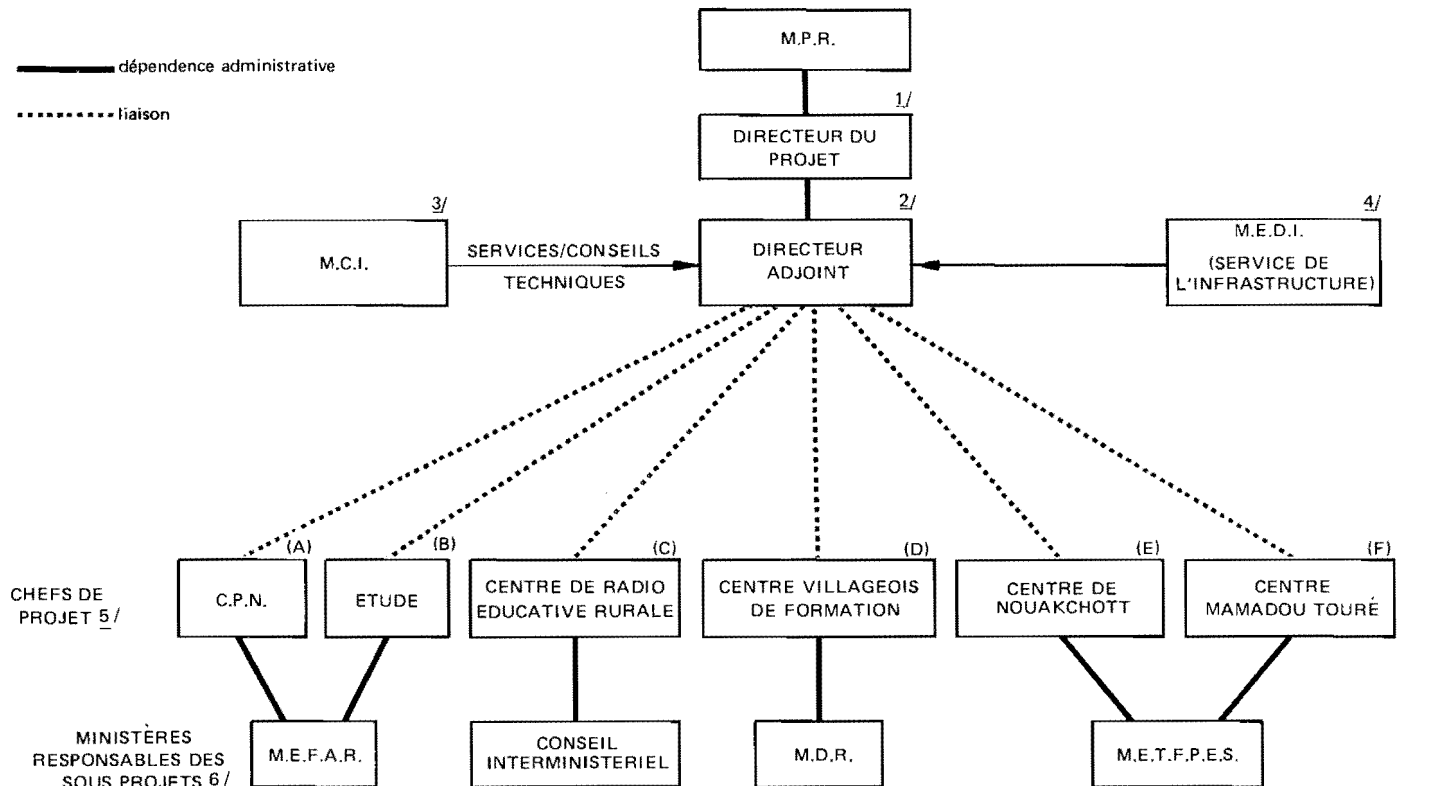 M.P.R.
dépendence administrative
liaison
1/
DIRECTEUR DU
PROJET
3/
2/
4/
M.C.I.
SERVICES/CONSEILS
TECHNIQUES
DIRECTEUR
ADJOINT
M.E.D.I.
(SERVICE DE
L'INFRASTRUCTURE)
CHEFS DE
PROJET 5/
(A)
C.P.N.
(B)
ETUDE
(C)
CENTRE DE RADIO
EDUCATIVE RURALE
(D)
CENTRE VILLAGEOIS
DE FORMATION
(E)
CENTRE DE
NOUAKCHOTT
(F)
CENTRE
MAMADOU TOURÉ
MINISTÈRES
RESPONSABLES DES
SOUS PROJETS 6/
M.E.F.A.R.
CONSEIL
INTERMINISTERIEL
M.D.R.
M.E.T.F.P.E.S.